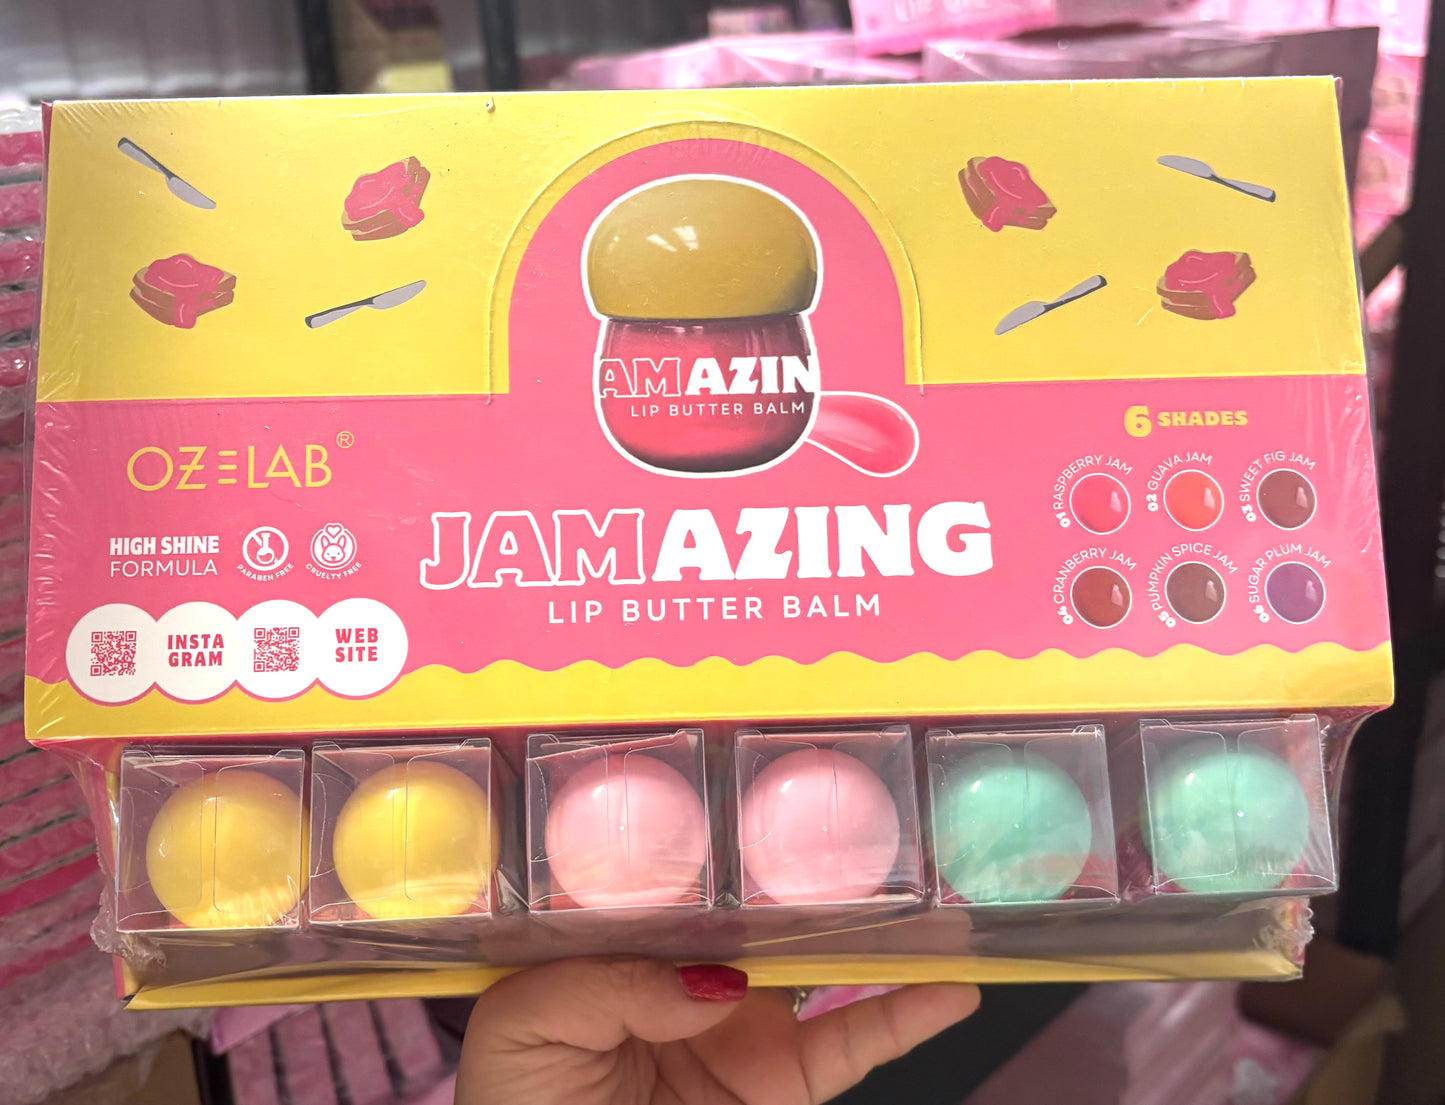 LIP
AMAZIN
LIP BUTTER BALM
OZELAB®
HIGH SHINE
FORMULA
PARABEN FREE
CRUELTY FREE
INSTA
GRAM
WEB
SITE
JAMAZING
LIP BUTTER BALM
6 SHADES
01 RASPBERRY JAM
02 GUAVA JAM
03 SWEET FIG JAM
04 CRANBERRY JAM
05 PUMPKIN SPICE JAM
06 SUGAR PLUM JAM